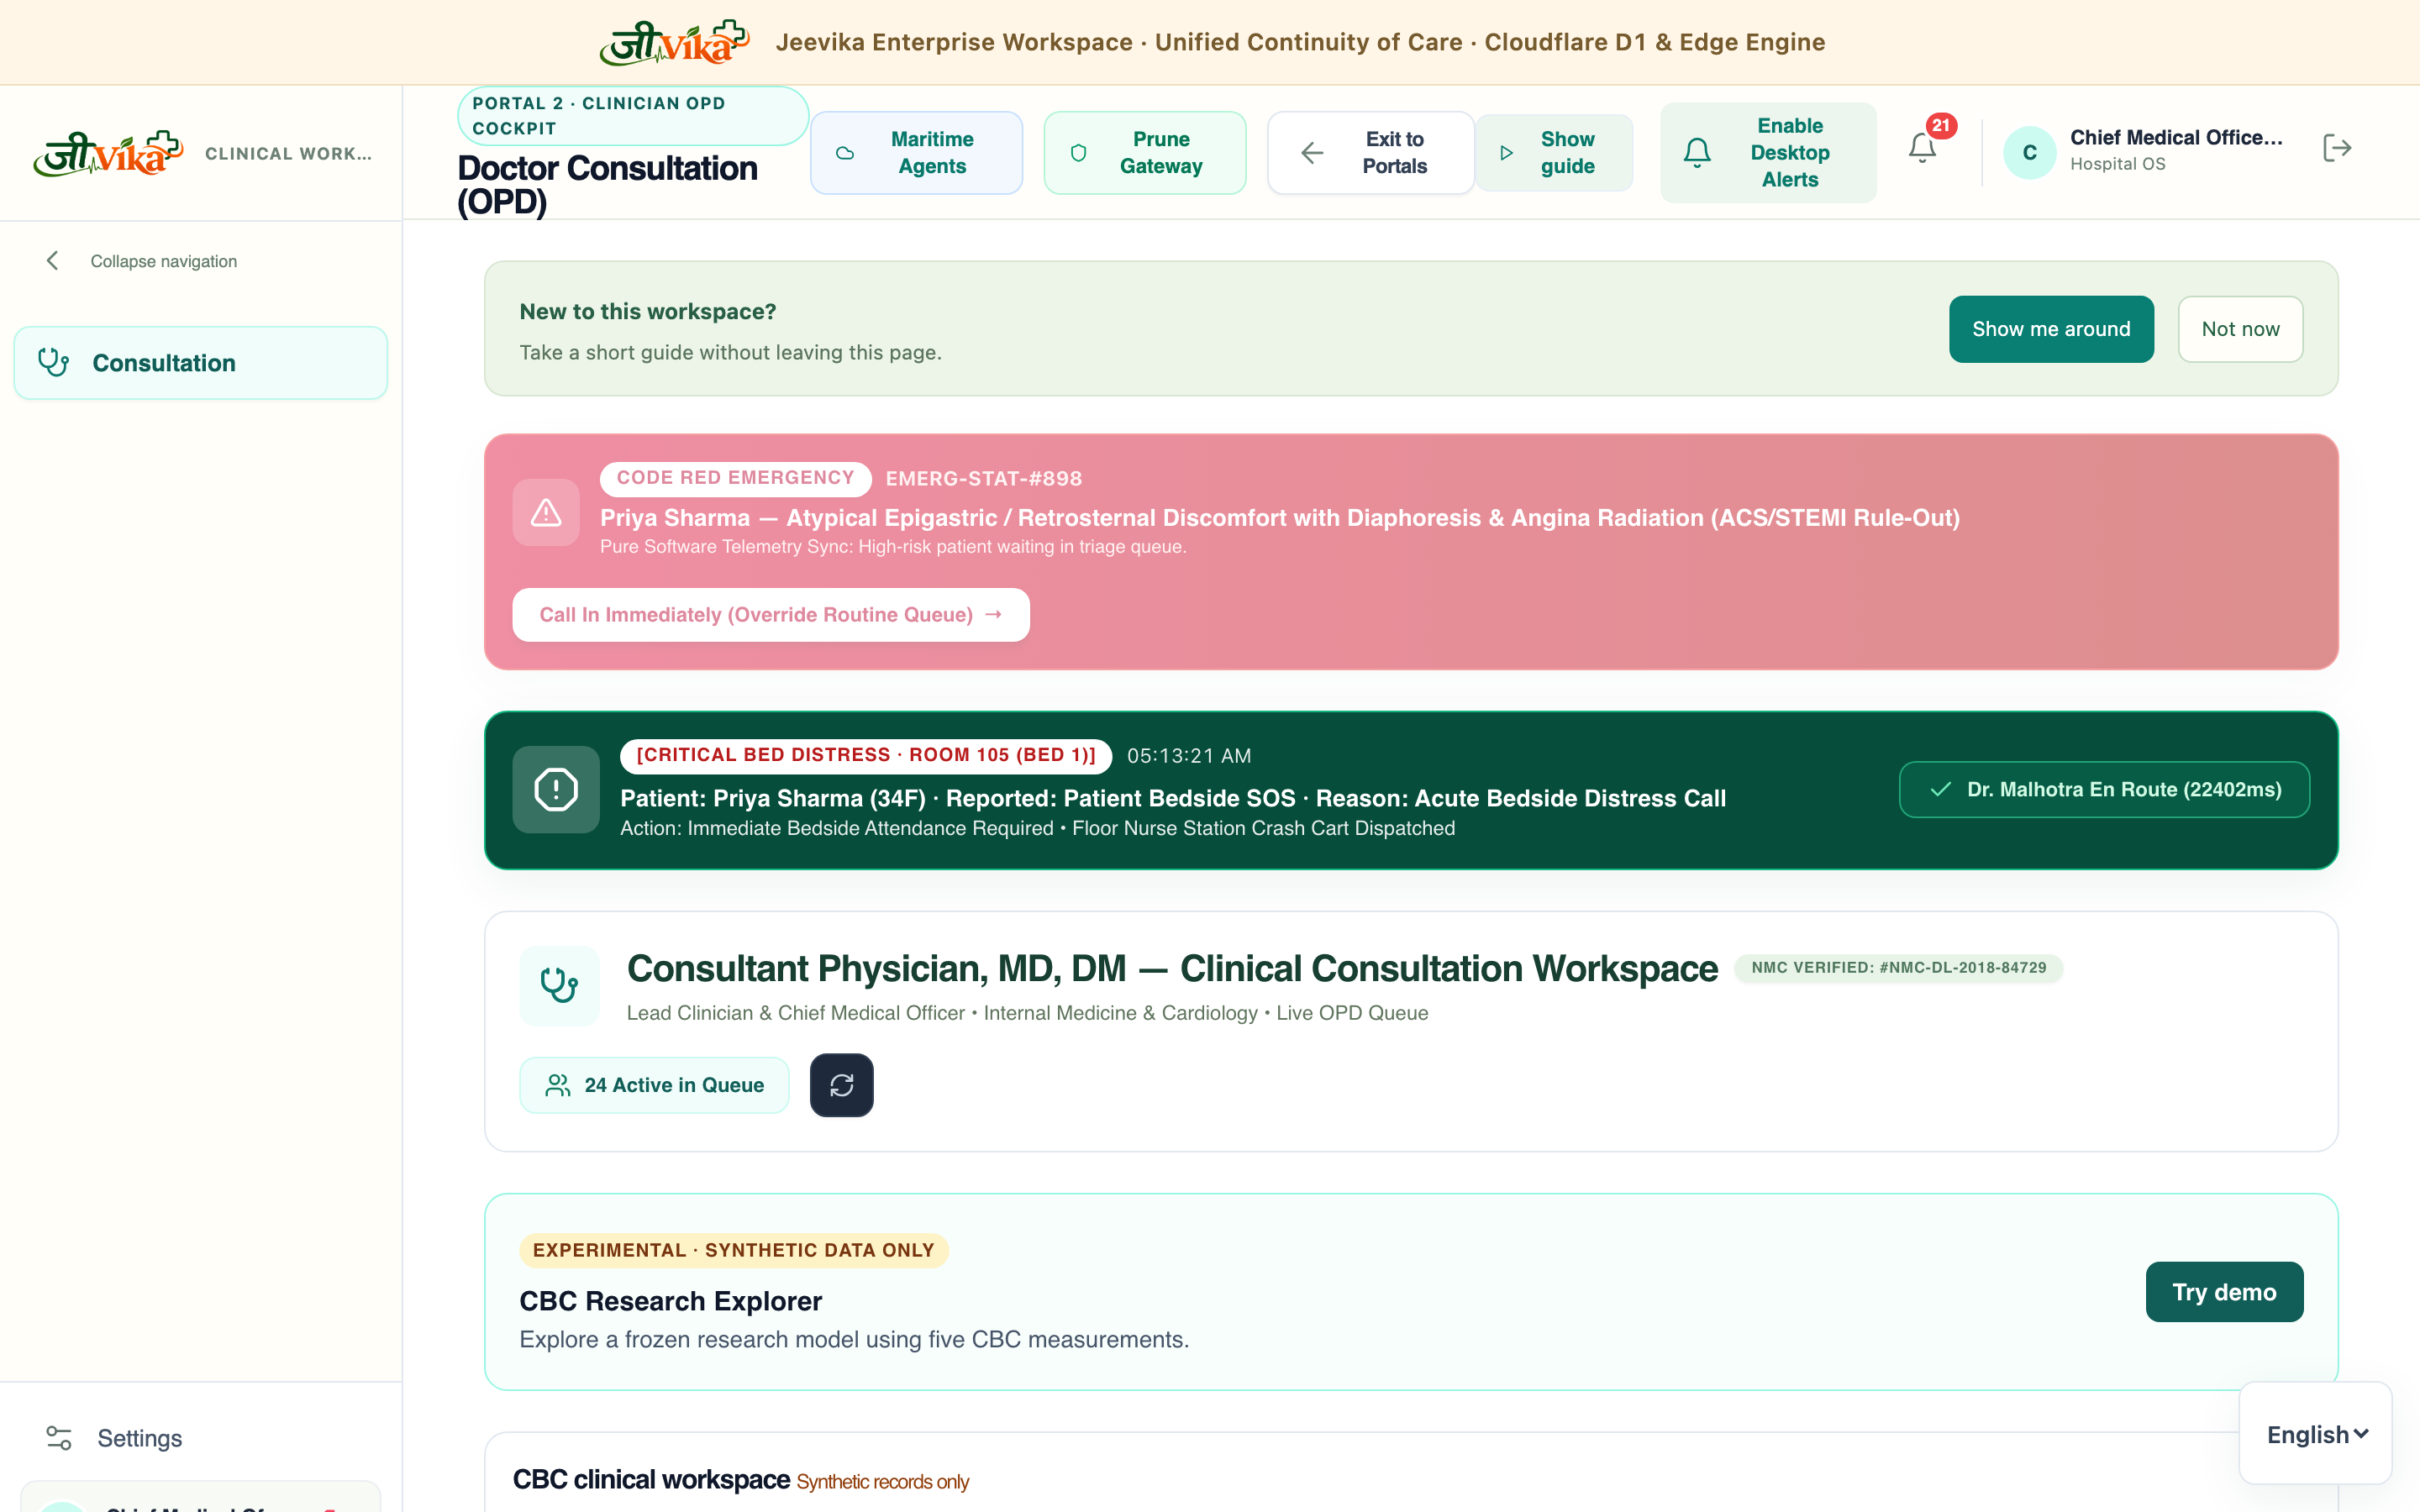 जीvika Jeevika Enterprise Workspace · Unified Continuity of Care · Cloudflare D1 & Edge Engine
जीvika CLINICAL WORK...
Collapse navigation
Consultation
Settings
PORTAL 2 · CLINICIAN OPD
COCKPIT
Doctor Consultation
(OPD)
Maritime
Agents
Prune
Gateway
Exit to
Portals
Show
guide
Enable
Desktop
Alerts
21
C
Chief Medical Office...
Hospital OS
New to this workspace?
Take a short guide without leaving this page.
Show me around
Not now
CODE RED EMERGENCY EMERG-STAT-#898
Priya Sharma — Atypical Epigastric / Retrosternal Discomfort with Diaphoresis & Angina Radiation (ACS/STEMI Rule-Out)
Pure Software Telemetry Sync: High-risk patient waiting in triage queue.
Call In Immediately (Override Routine Queue) →
[CRITICAL BED DISTRESS · ROOM 105 (BED 1)] 05:13:21 AM
Patient: Priya Sharma (34F) · Reported: Patient Bedside SOS · Reason: Acute Bedside Distress Call
Action: Immediate Bedside Attendance Required • Floor Nurse Station Crash Cart Dispatched
Dr. Malhotra En Route (22402ms)
Consultant Physician, MD, DM — Clinical Consultation Workspace NMC VERIFIED: #NMC-DL-2018-84729
Lead Clinician & Chief Medical Officer • Internal Medicine & Cardiology • Live OPD Queue
24 Active in Queue
EXPERIMENTAL · SYNTHETIC DATA ONLY
CBC Research Explorer
Explore a frozen research model using five CBC measurements.
Try demo
CBC clinical workspace Synthetic records only
English